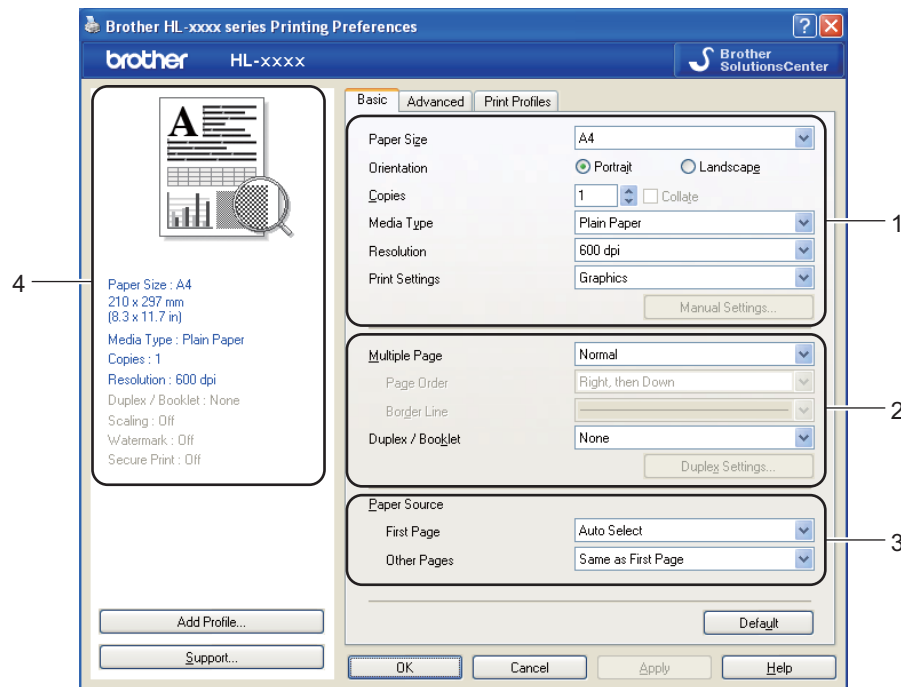 Brother HL-xxxx series Printing Preferences
brother HL-xxxx
Brother
SolutionsCenter
Basic Advanced Print Profiles
A
Paper Size : A4
210 x 297 mm
(8.3 x 11.7 in)
Media Type : Plain Paper
Copies : 1
Resolution : 600 dpi
Duplex / Booklet : None
Scaling : Off
Watermark : Off
Secure Print : Off
4
Paper Size A4
Orientation Portrait Landscape
Copies 1 Collate
Media Type Plain Paper
Resolution 600 dpi
Print Settings Graphics
Manual Settings...
1
Multiple Page Normal
Page Order Right, then Down
Border Line
Duplex / Booklet None
Duplex Settings...
2
Paper Source
First Page Auto Select
Other Pages Same as First Page
3
Default
Add Profile...
Support...
OK Cancel Apply Help